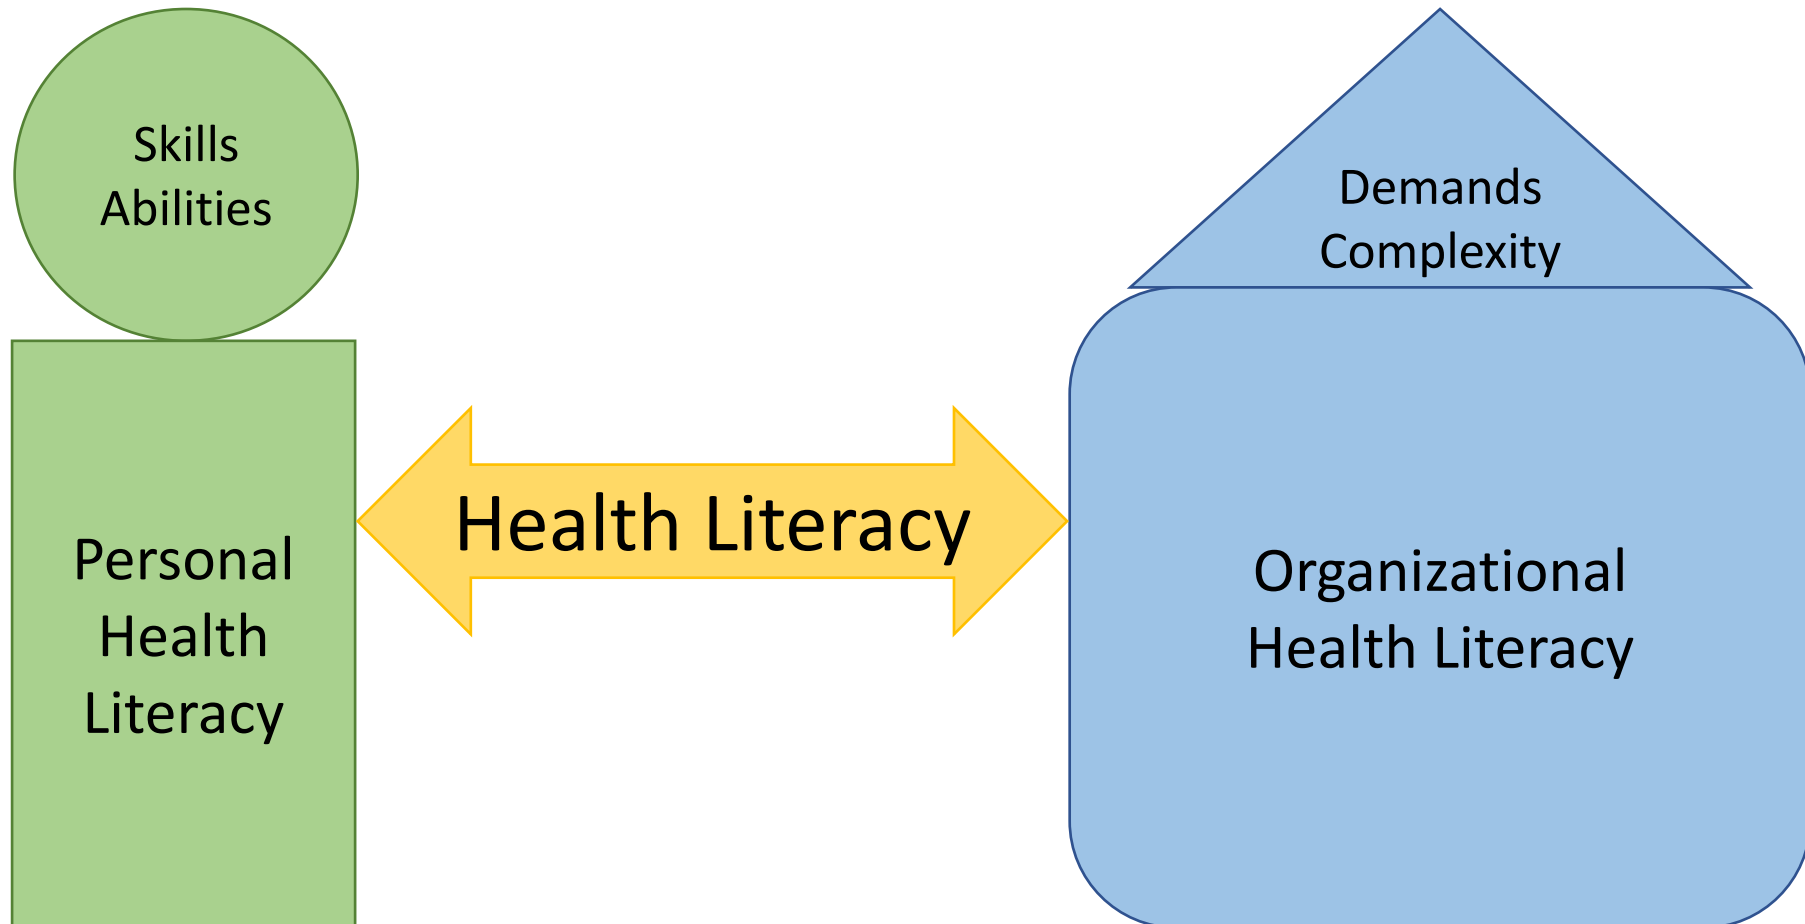 Skills
Abilities
Personal
Health
Literacy
Health Literacy
Demands
Complexity
Organizational
Health Literacy